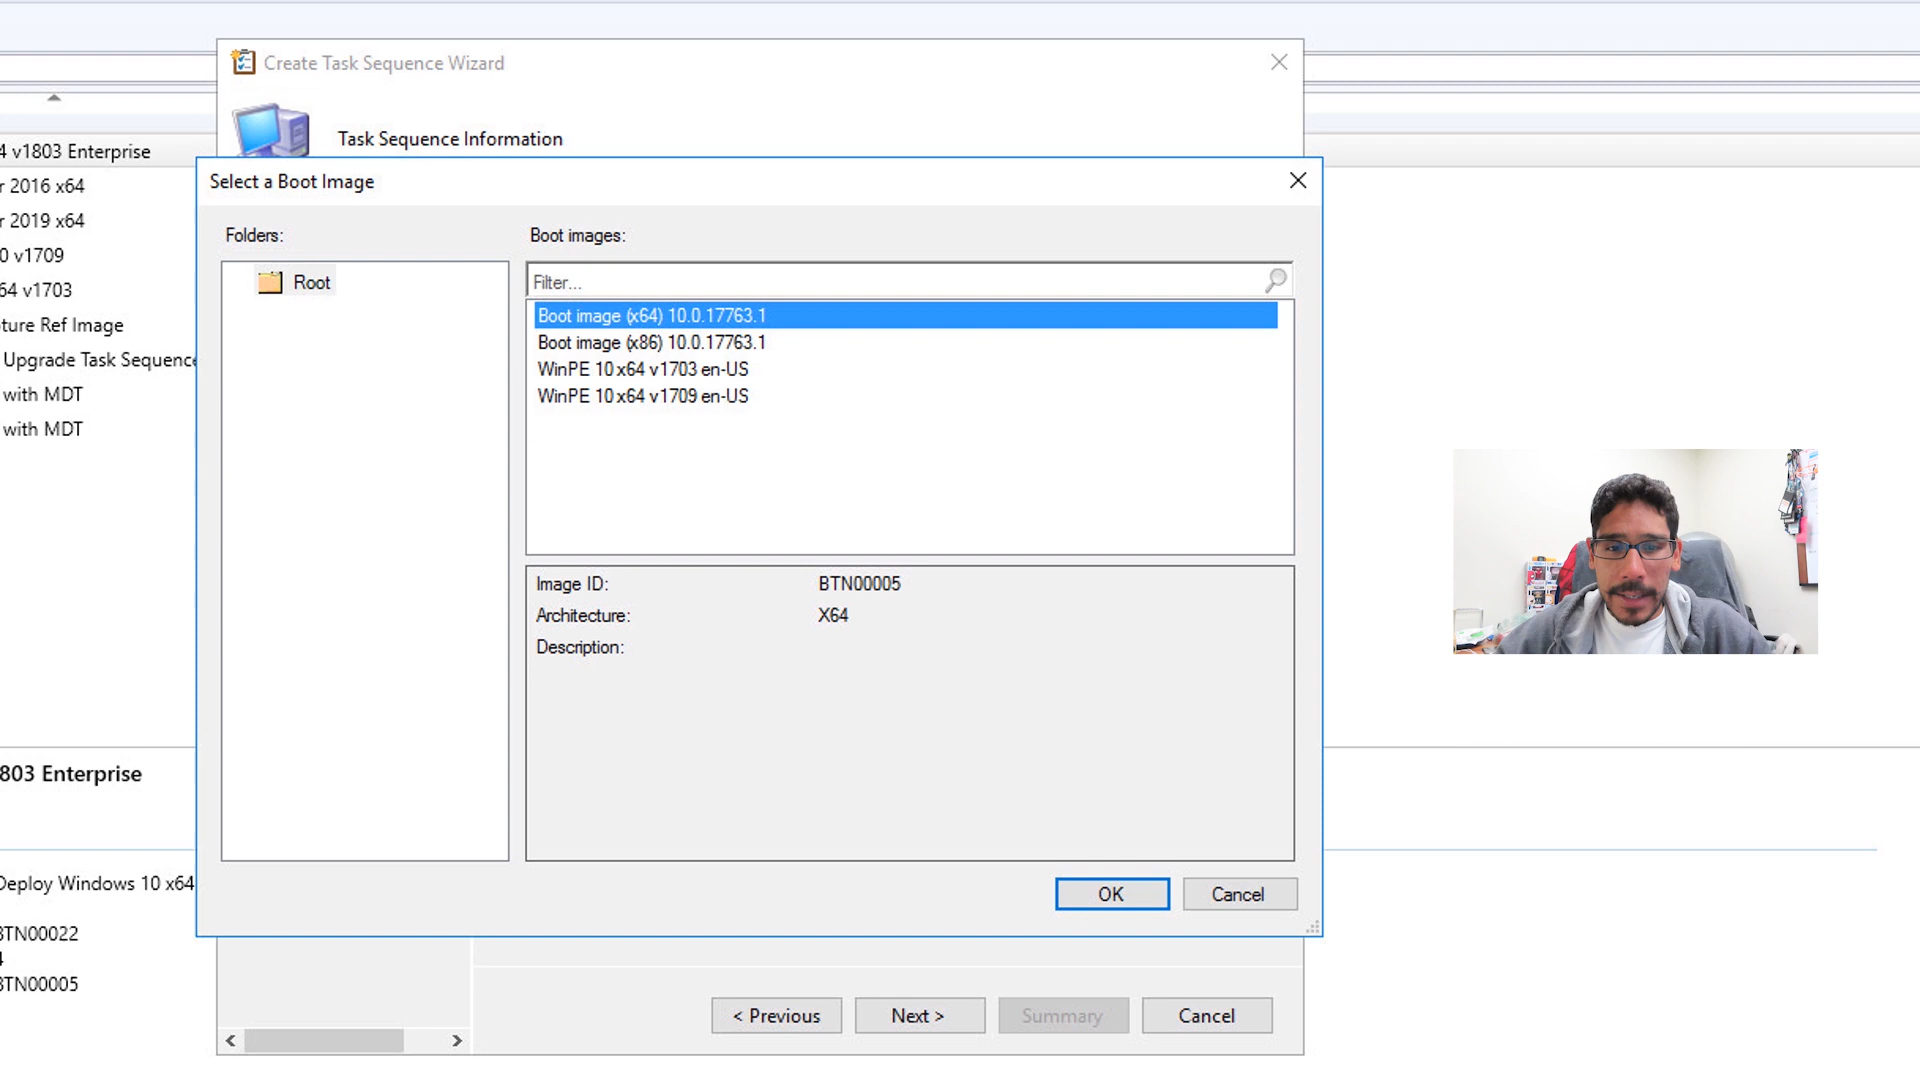 Create Task Sequence Wizard
Task Sequence Information
4 v1803 Enterprise
r 2016 x64
r 2019 x64
0 v1709
64 v1703
ture Ref Image
Upgrade Task Sequence
with MDT
with MDT
Select a Boot Image
Folders:
Root
Boot images:
Filter...
Boot image (x64) 10.0.17763.1
Boot image (x86) 10.0.17763.1
WinPE 10 x64 v1703 en-US
WinPE 10 x64 v1709 en-US
Image ID: BTN00005
Architecture: X64
Description:
OK Cancel
803 Enterprise
Deploy Windows 10 x64
BTN00022
4
BTN00005
< Previous Next > Summary Cancel